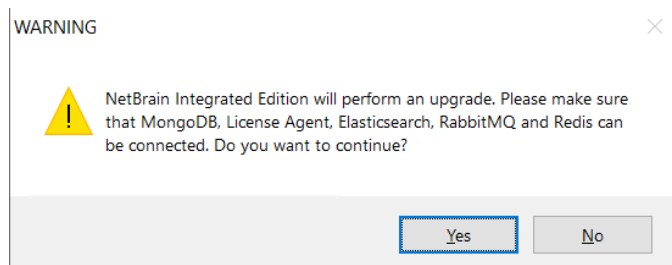 WARNING
NetBrain Integrated Edition will perform an upgrade. Please make sure
that MongoDB, License Agent, Elasticsearch, RabbitMQ and Redis can
be connected. Do you want to continue?
Yes
No